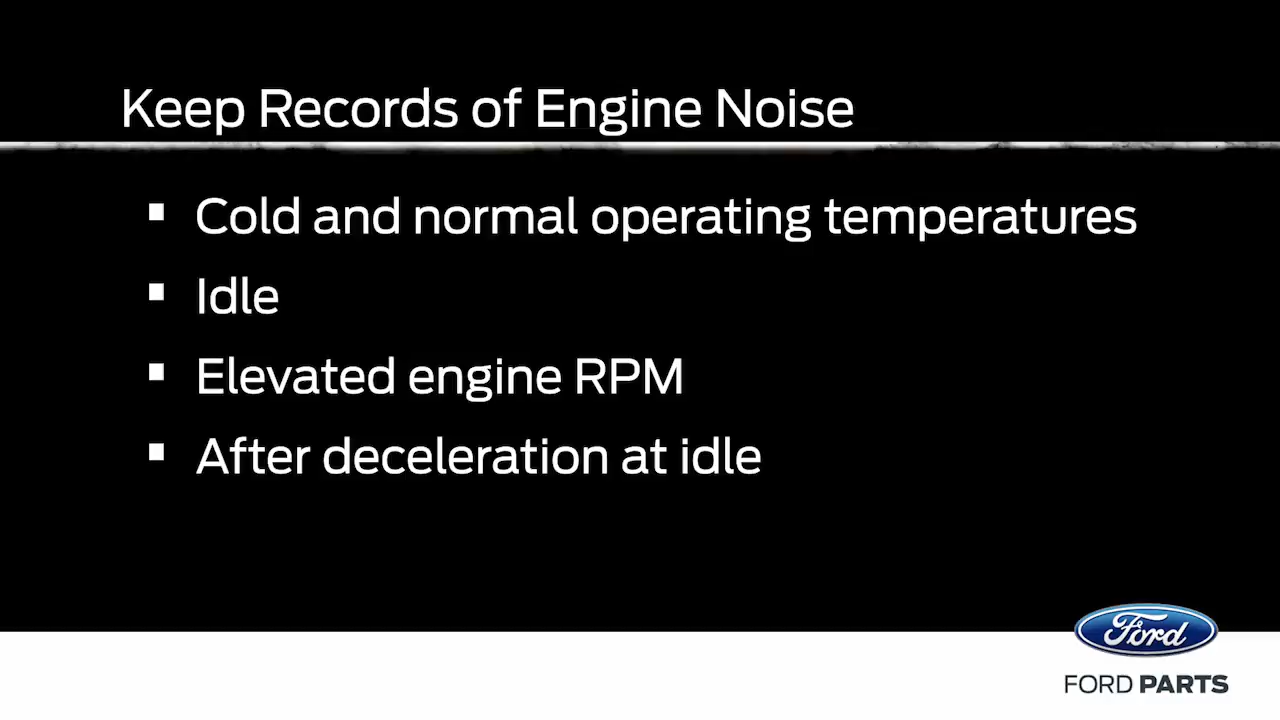 Keep Records of Engine Noise
▪ Cold and normal operating temperatures
▪ Idle
▪ Elevated engine RPM
▪ After deceleration at idle
Ford
FORD PARTS